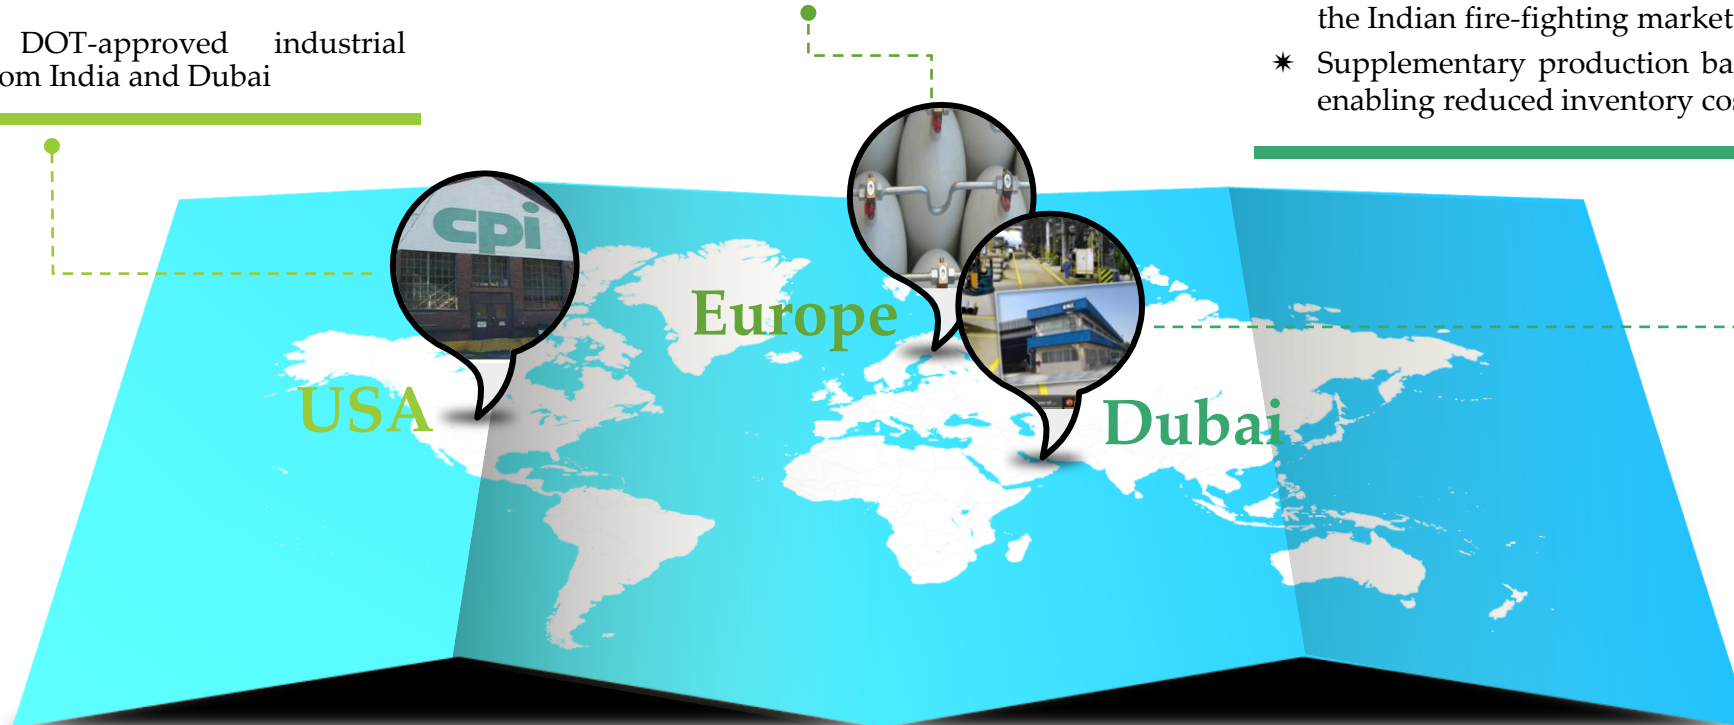 DOT-approved industrial
om India and Dubai
the Indian fire-fighting market
✷ Supplementary production ba
enabling reduced inventory cos
cpi
Europe
USA
Dubai